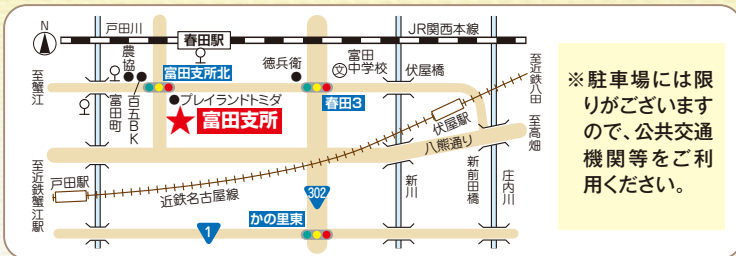 N
戸田川
春田駅
JR関西本線
農協
富田支所北
徳兵衛
富田
中学校
文
伏屋橋
至近鉄八田
至蟹江
富田町
百五BK
プレイランドトミダ
春田3
富田支所
伏屋駅
至高畑
八熊通り
戸田駅
至近鉄蟹江駅
近鉄名古屋線
302
新川
新前田橋
庄内川
1
かの里東
※駐車場には限
りがございます
ので、公共交通
機関等をご利
用ください。